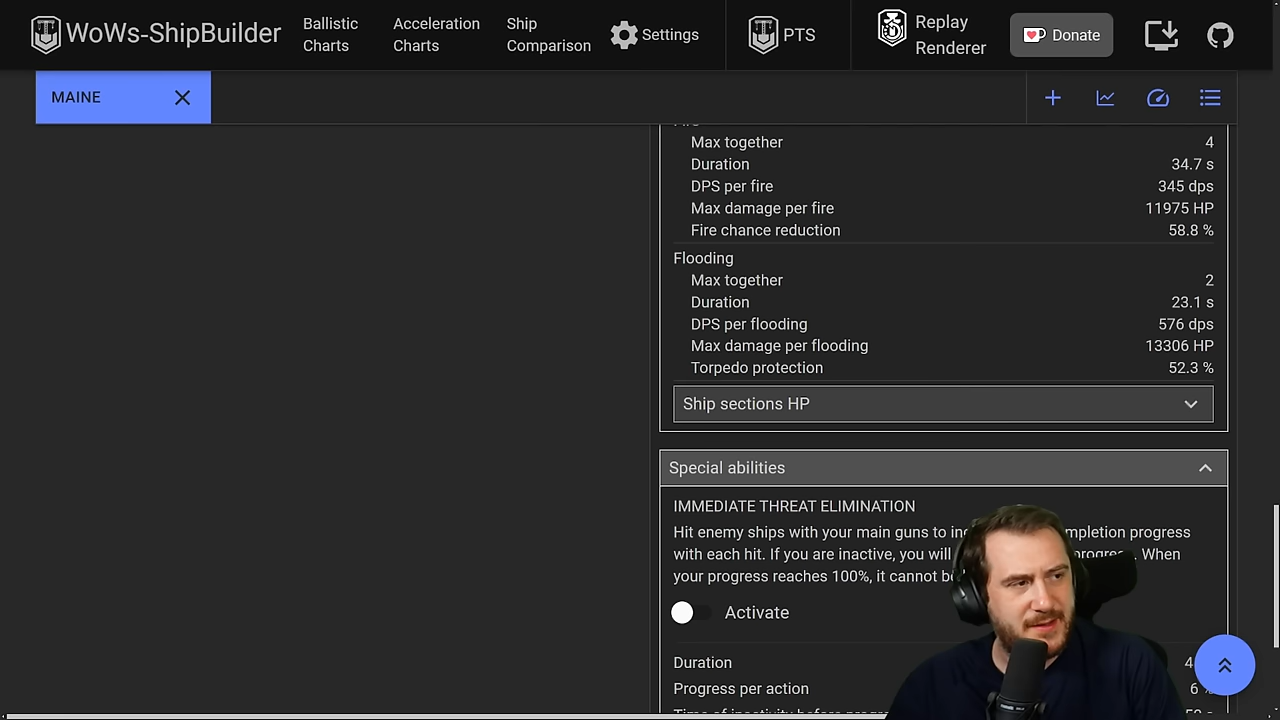 WoWs-ShipBuilder
Ballistic
Charts
Acceleration
Charts
Ship
Comparison
Settings
PTS
Replay
Renderer
Donate
MAINE
Max together 4
Duration 34.7 s
DPS per fire 345 dps
Max damage per fire 11975 HP
Fire chance reduction 58.8 %
Flooding
Max together 2
Duration 23.1 s
DPS per flooding 576 dps
Max damage per flooding 13306 HP
Torpedo protection 52.3 %
Ship sections HP
Special abilities
IMMEDIATE THREAT ELIMINATION
Hit enemy ships with your main guns to
with each hit. If you are inactive, you will When
your progress reaches 100%, it cannot
Activate
Duration
Progress per action 6